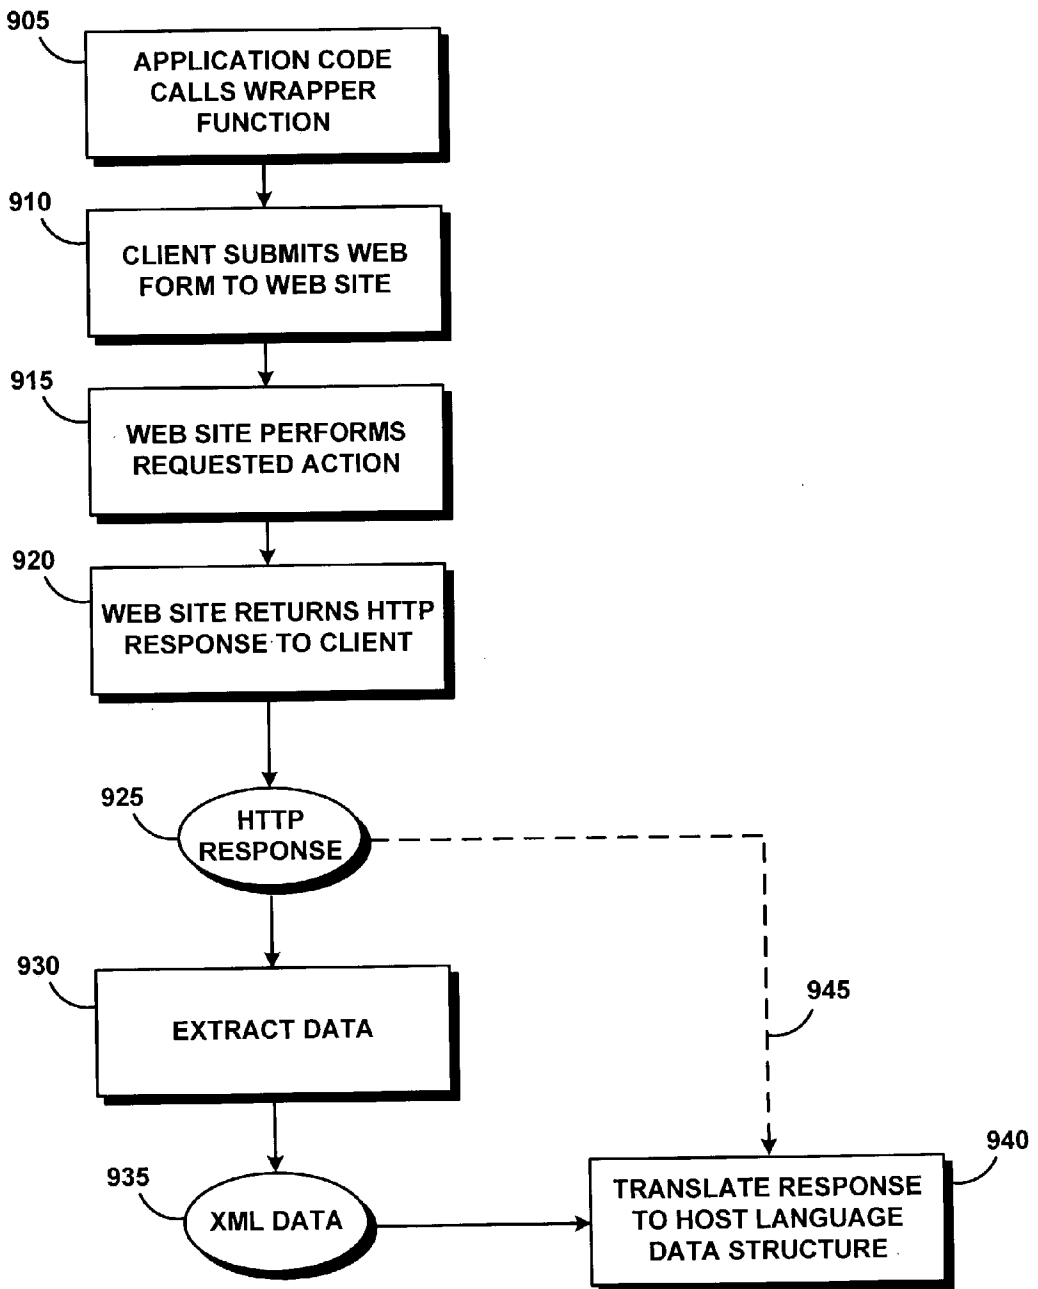 905
APPLICATION CODE
CALLS WRAPPER
FUNCTION
910
CLIENT SUBMITS WEB
FORM TO WEB SITE
915
WEB SITE PERFORMS
REQUESTED ACTION
920
WEB SITE RETURNS HTTP
RESPONSE TO CLIENT
925
HTTP
RESPONSE
930
EXTRACT DATA
945
935
XML DATA
940
TRANSLATE RESPONSE
TO HOST LANGUAGE
DATA STRUCTURE